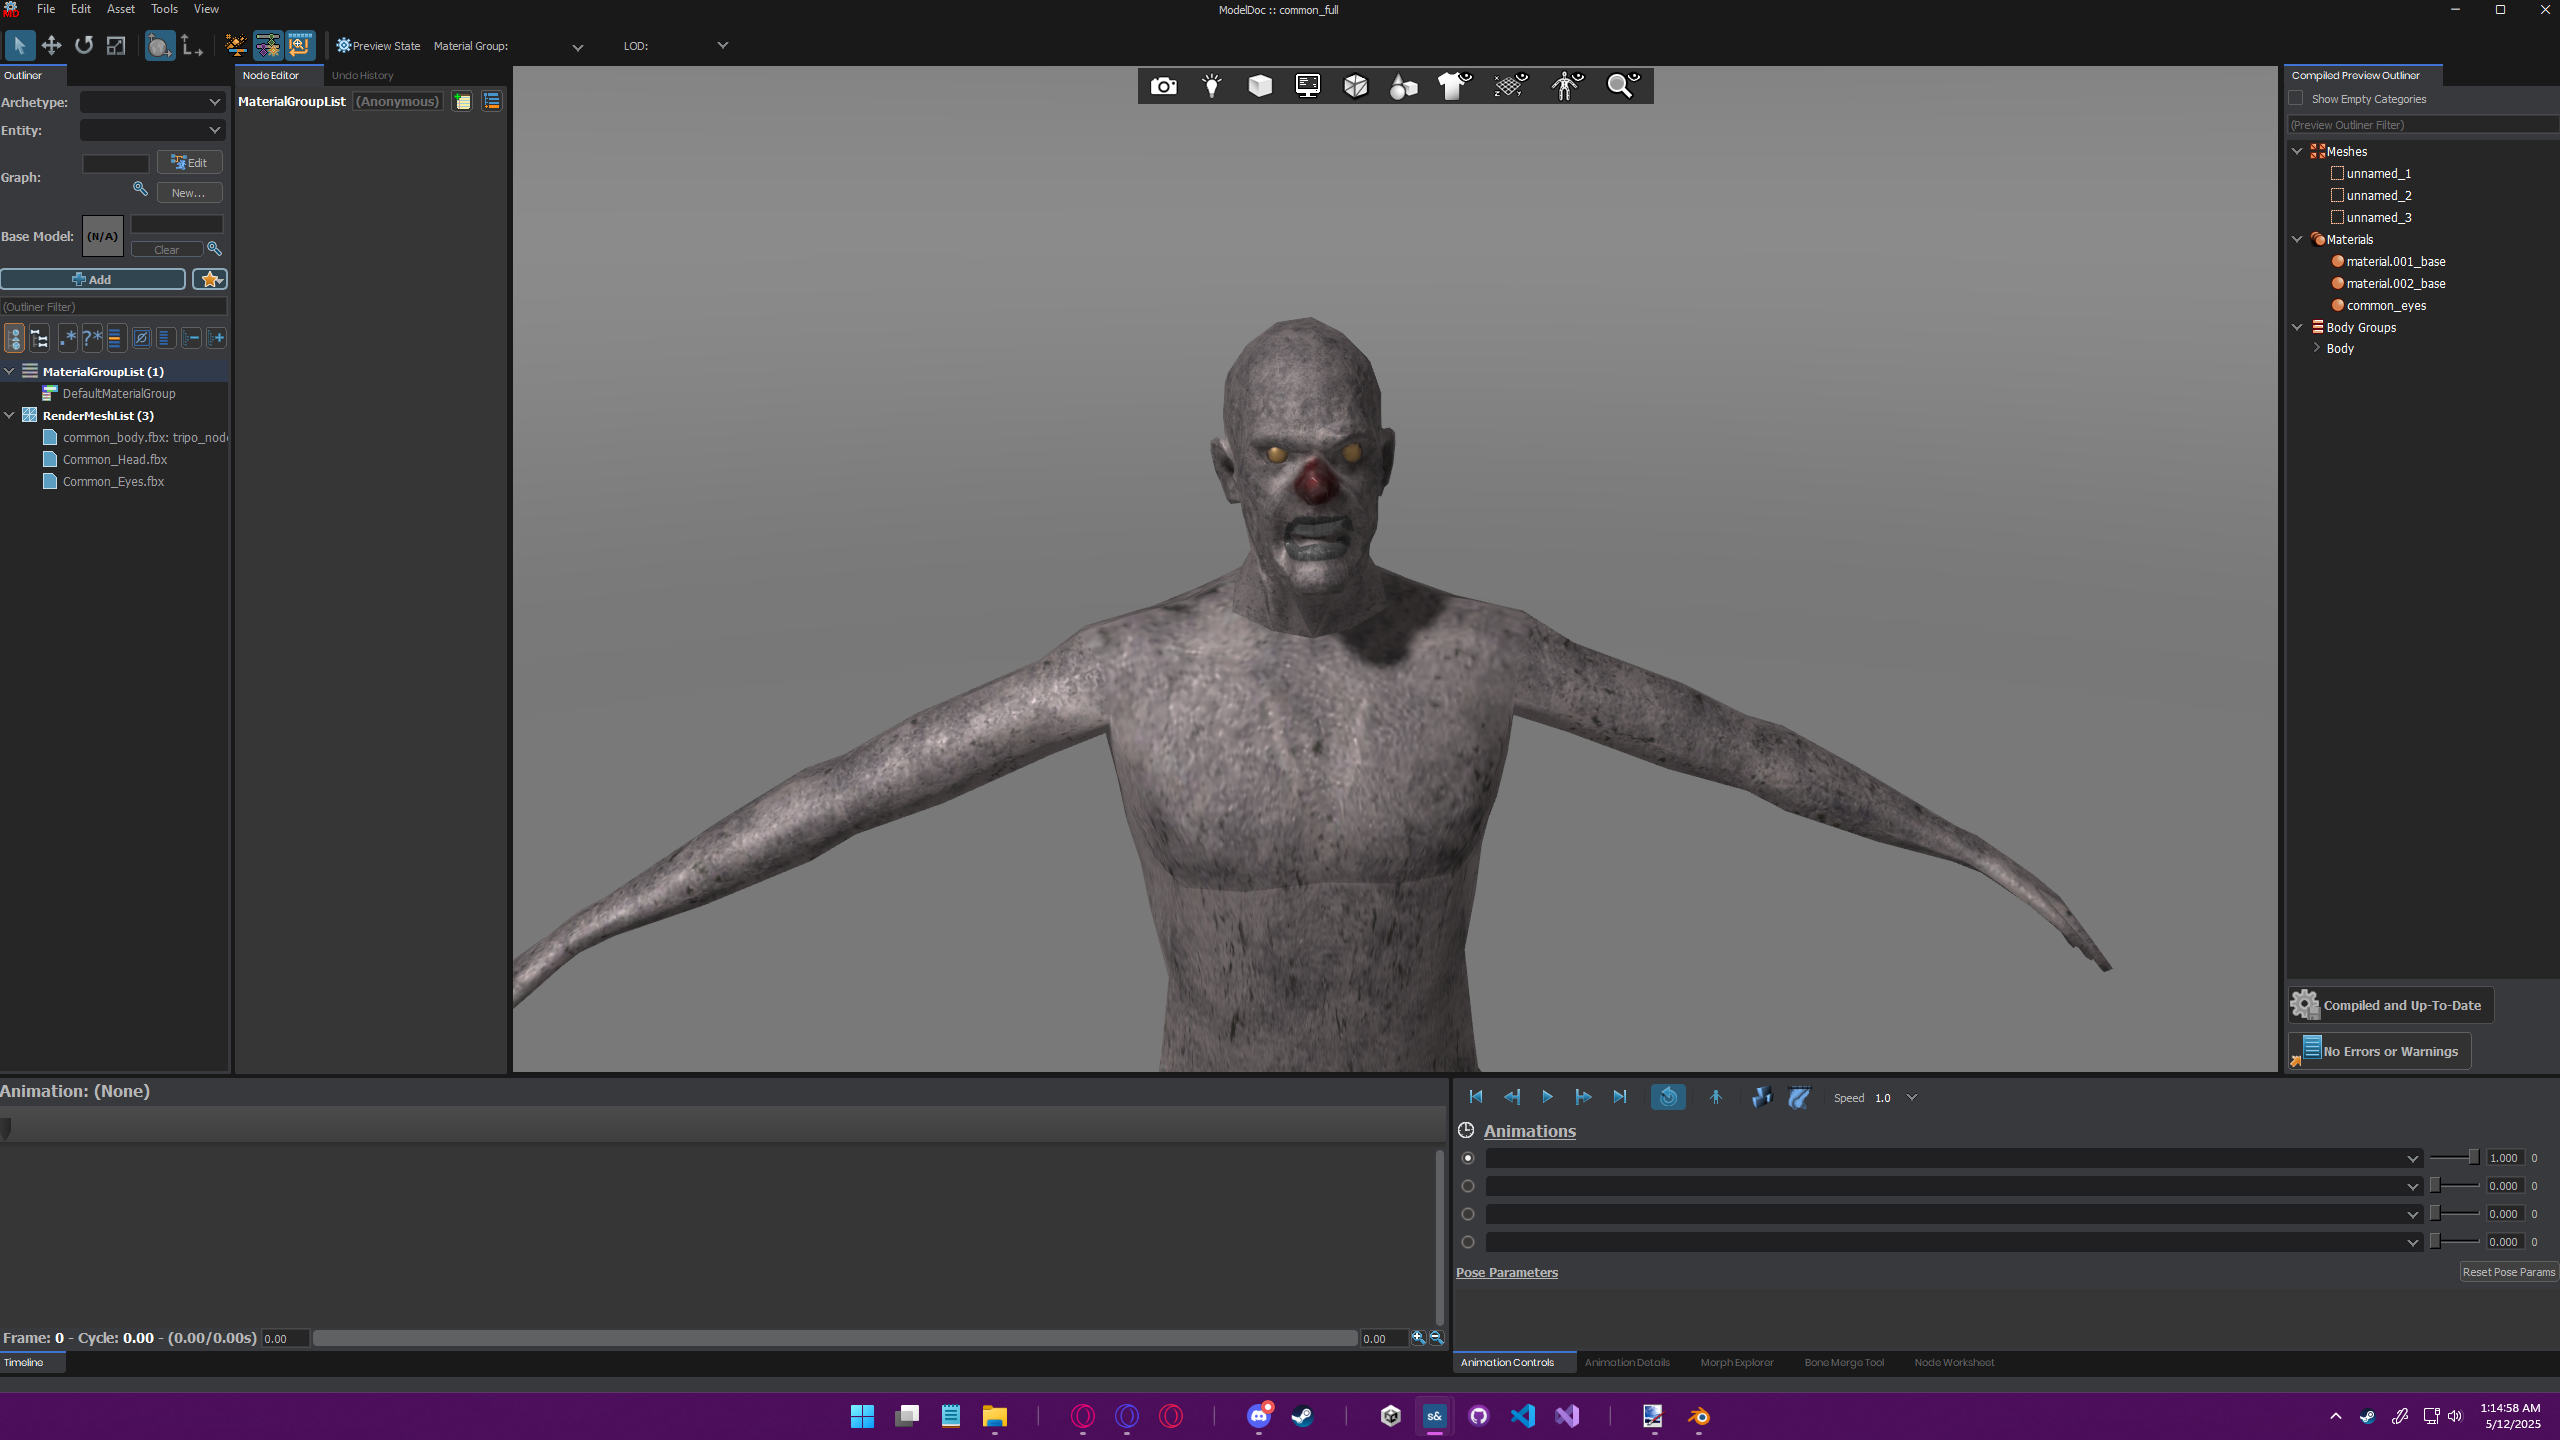 ModelDoc :: common_full
File Edit Asset Tools View
Preview State Material Group: LOD:
Outliner
Archetype:
Entity:
Graph:
Edit
New...
Base Model: (N/A)
Clear
Add
(Outliner Filter)
MaterialGroupList (1)
DefaultMaterialGroup
RenderMeshList (3)
common_body.fbx: tripo_node
Common_Head.fbx
Common_Eyes.fbx
Node Editor Undo History
MaterialGroupList (Anonymous)
Compiled Preview Outliner
Show Empty Categories
(Preview Outliner Filter)
Meshes
unnamed_1
unnamed_2
unnamed_3
Materials
material.001_base
material.002_base
common_eyes
Body Groups
Body
Compiled and Up-To-Date
No Errors or Warnings
Animation: (None)
Frame: 0 - Cycle: 0.00 - (0.00/0.00s) 0.00 0.00
Timeline
Speed 1.0
Animations
1.000 0
0.000 0
0.000 0
0.000 0
Pose Parameters Reset Pose Params
Animation Controls Animation Details Morph Explorer Bone Merge Tool Node Worksheet
s&
1:14:58 AM
5/12/2025